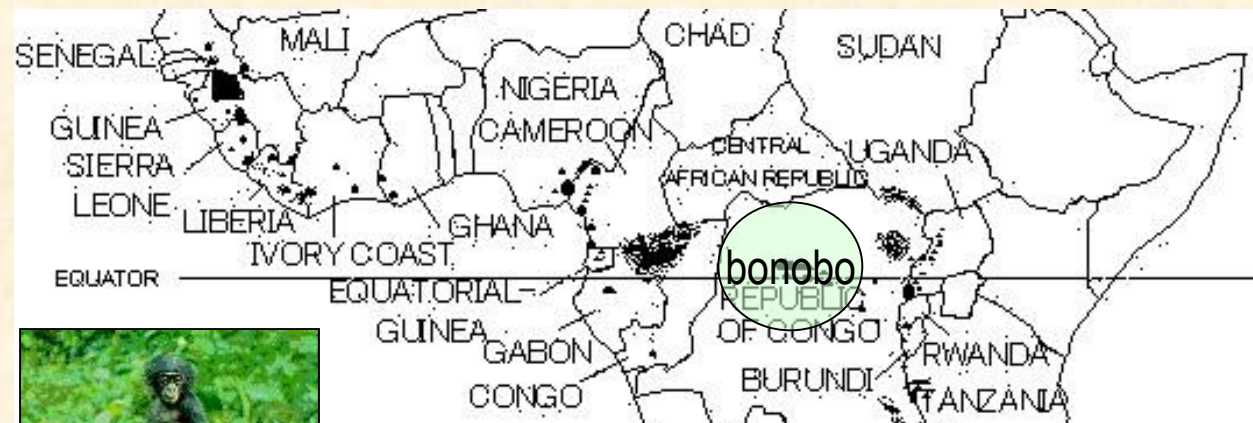 SENEGAL
MALI
CHAD
SUDAN
NIGERIA
GUINEA
CAMEROON
CENTRAL
AFRICAN REPUBLIC
UGANDA
SIERRA
LEONE
LIBERIA
GHANA
IVORY COAST
bonobo
EQUATOR
EQUATORIAL
GUINEA
REPUBLIC
OF CONGO
GABON
RWANDA
CONGO
BURUNDI
TANZANIA